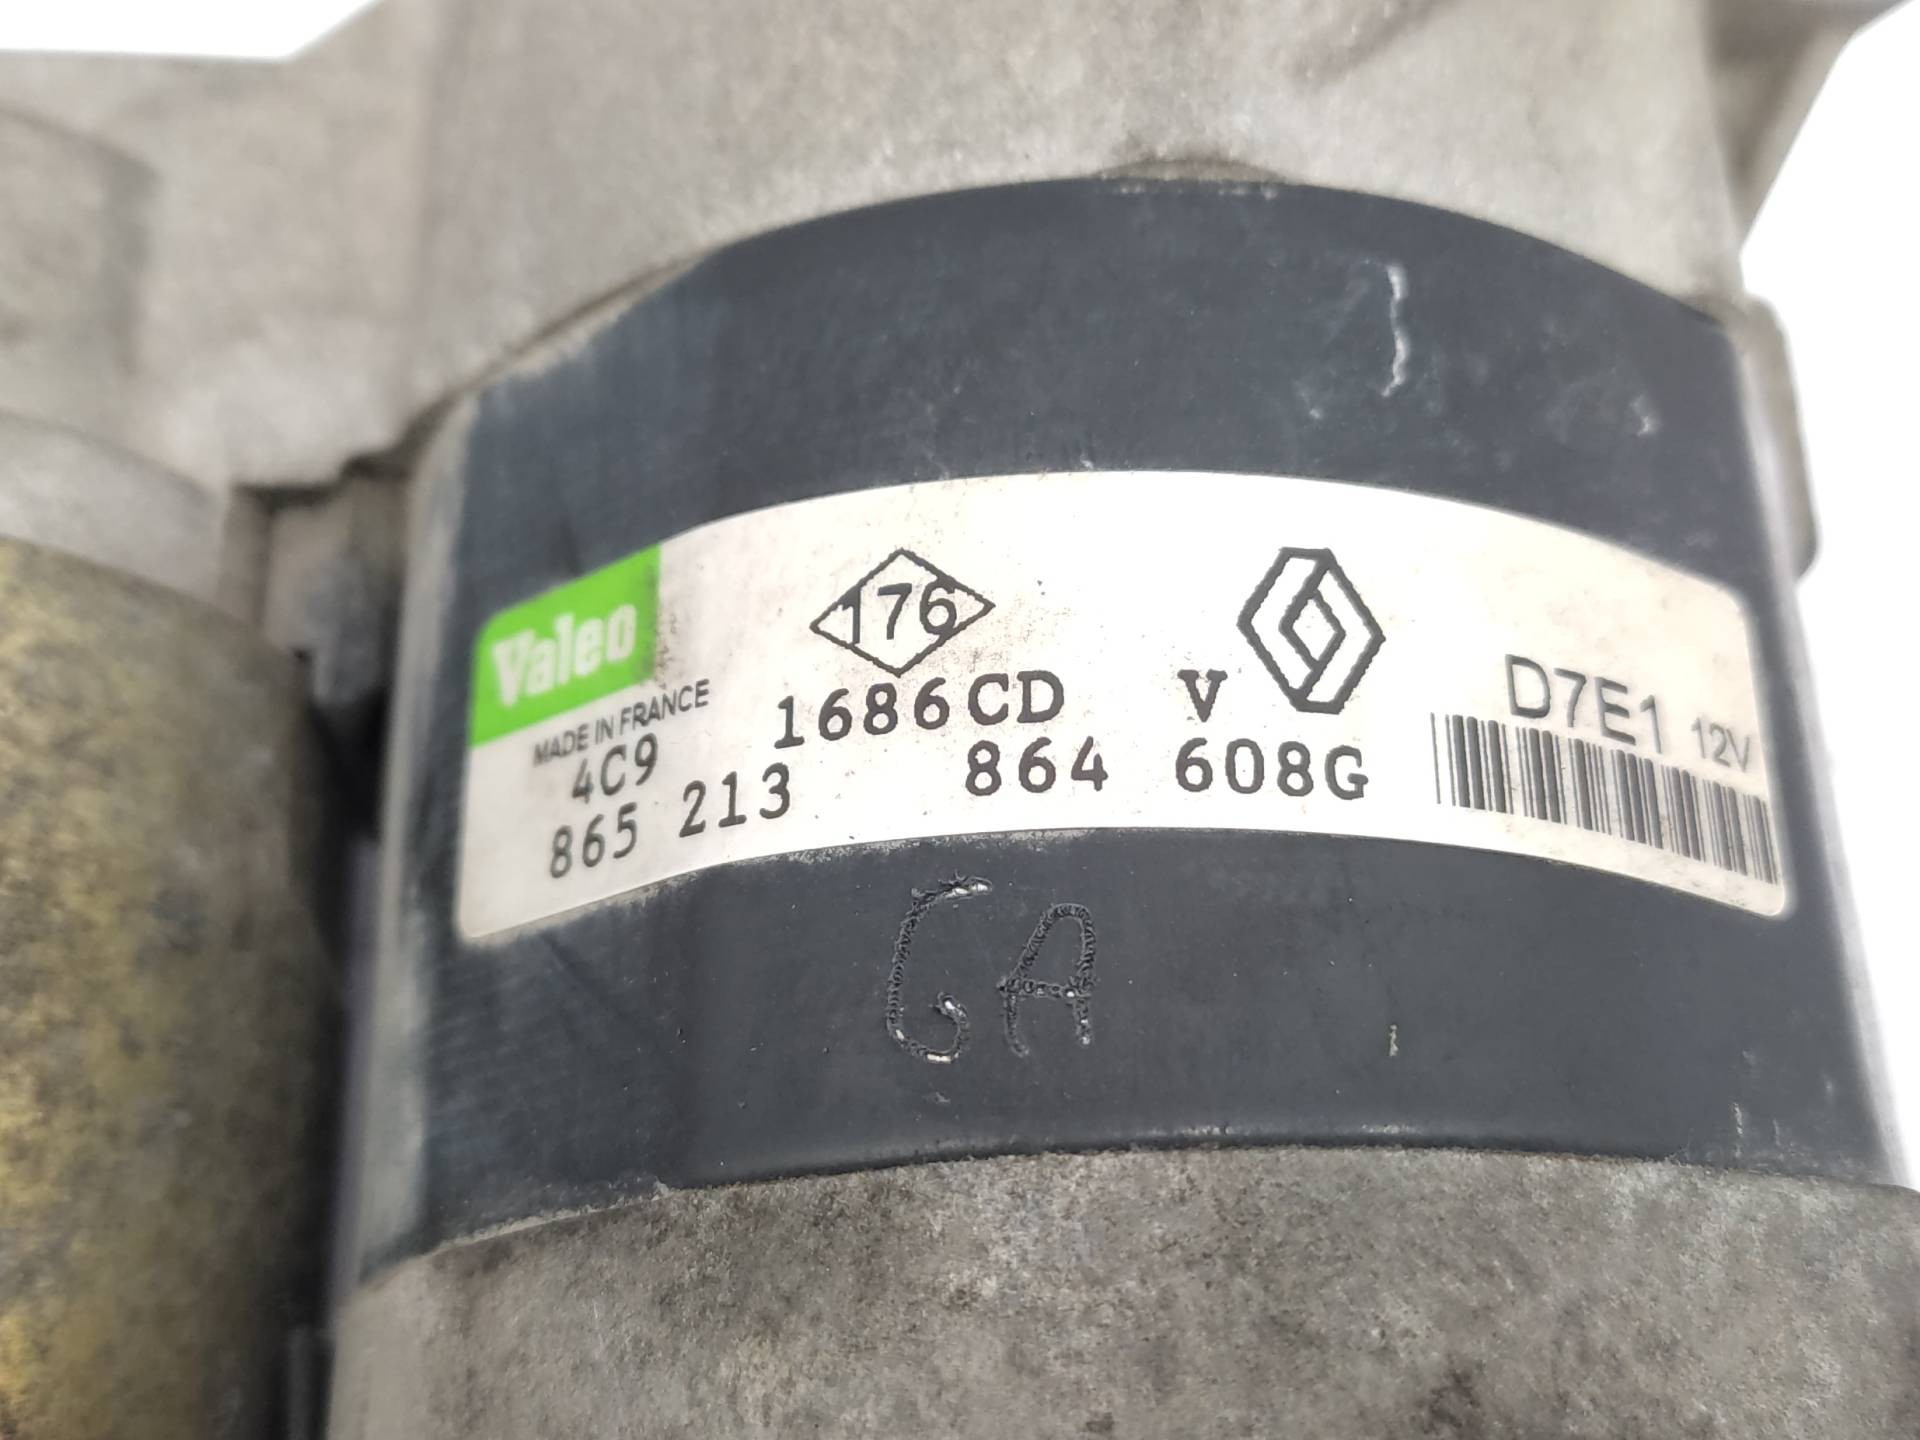 Valeo
176
MADE IN FRANCE
1686CD V
D7E1 12V
4C9
865 213 864 608G
GA